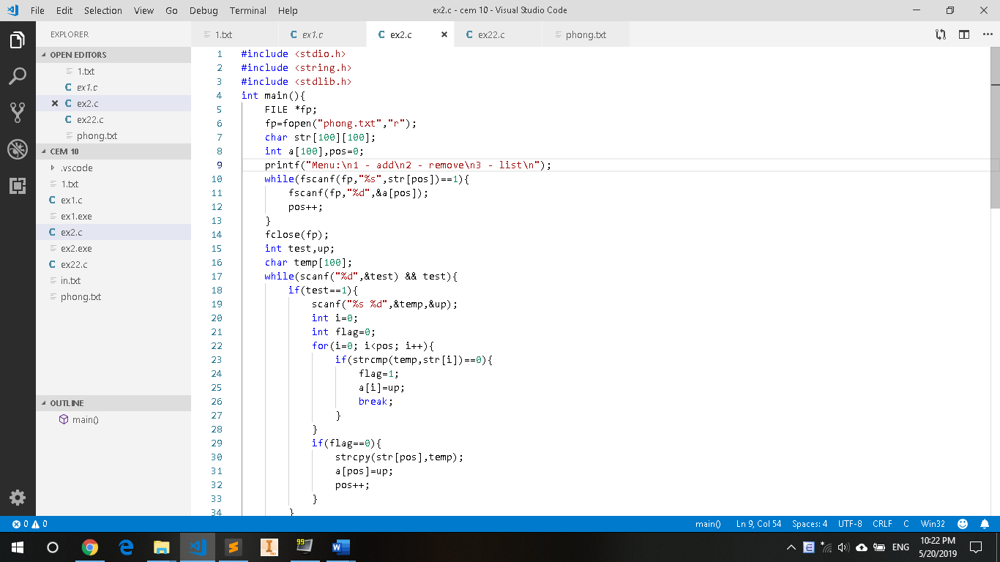 File Edit Selection View Go Debug Terminal Help ex2.c - cem 10 - Visual Studio Code
EXPLORER
OPEN EDITORS
1.txt
ex1.c
ex2.c
ex22.c
phong.txt
CEM 10
.vscode
1.txt
ex1.c
ex1.exe
ex2.c
ex2.exe
ex22.c
in.txt
phong.txt
OUTLINE
main()
1.txt ex1.c ex2.c ex22.c phong.txt
1 #include <stdio.h>
2 #include <string.h>
3 #include <stdlib.h>
4 int main(){
5 FILE *fp;
6 fp=fopen("phong.txt","r");
7 char str[100][100];
8 int a[100],pos=0;
9 printf("Menu:\n1 - add\n2 - remove\n3 - list\n");
10 while(fscanf(fp,"%s",str[pos])==1){
11 fscanf(fp,"%d",&a[pos]);
12 pos++;
13 }
14 fclose(fp);
15 int test,up;
16 char temp[100];
17 while(scanf("%d",&test) && test){
18 if(test==1){
19 scanf("%s %d",&temp,&up);
20 int i=0;
21 int flag=0;
22 for(i=0; i<pos; i++){
23 if(strcmp(temp,str[i])==0){
24 flag=1;
25 a[i]=up;
26 break;
27 }
28 }
29 if(flag==0){
30 strcpy(str[pos],temp);
31 a[pos]=up;
32 pos++;
33 }
34 }
0 0 main() Ln 9, Col 54 Spaces: 4 UTF-8 CRLF C Win32
99+ ENG 10:22 PM
5/20/2019